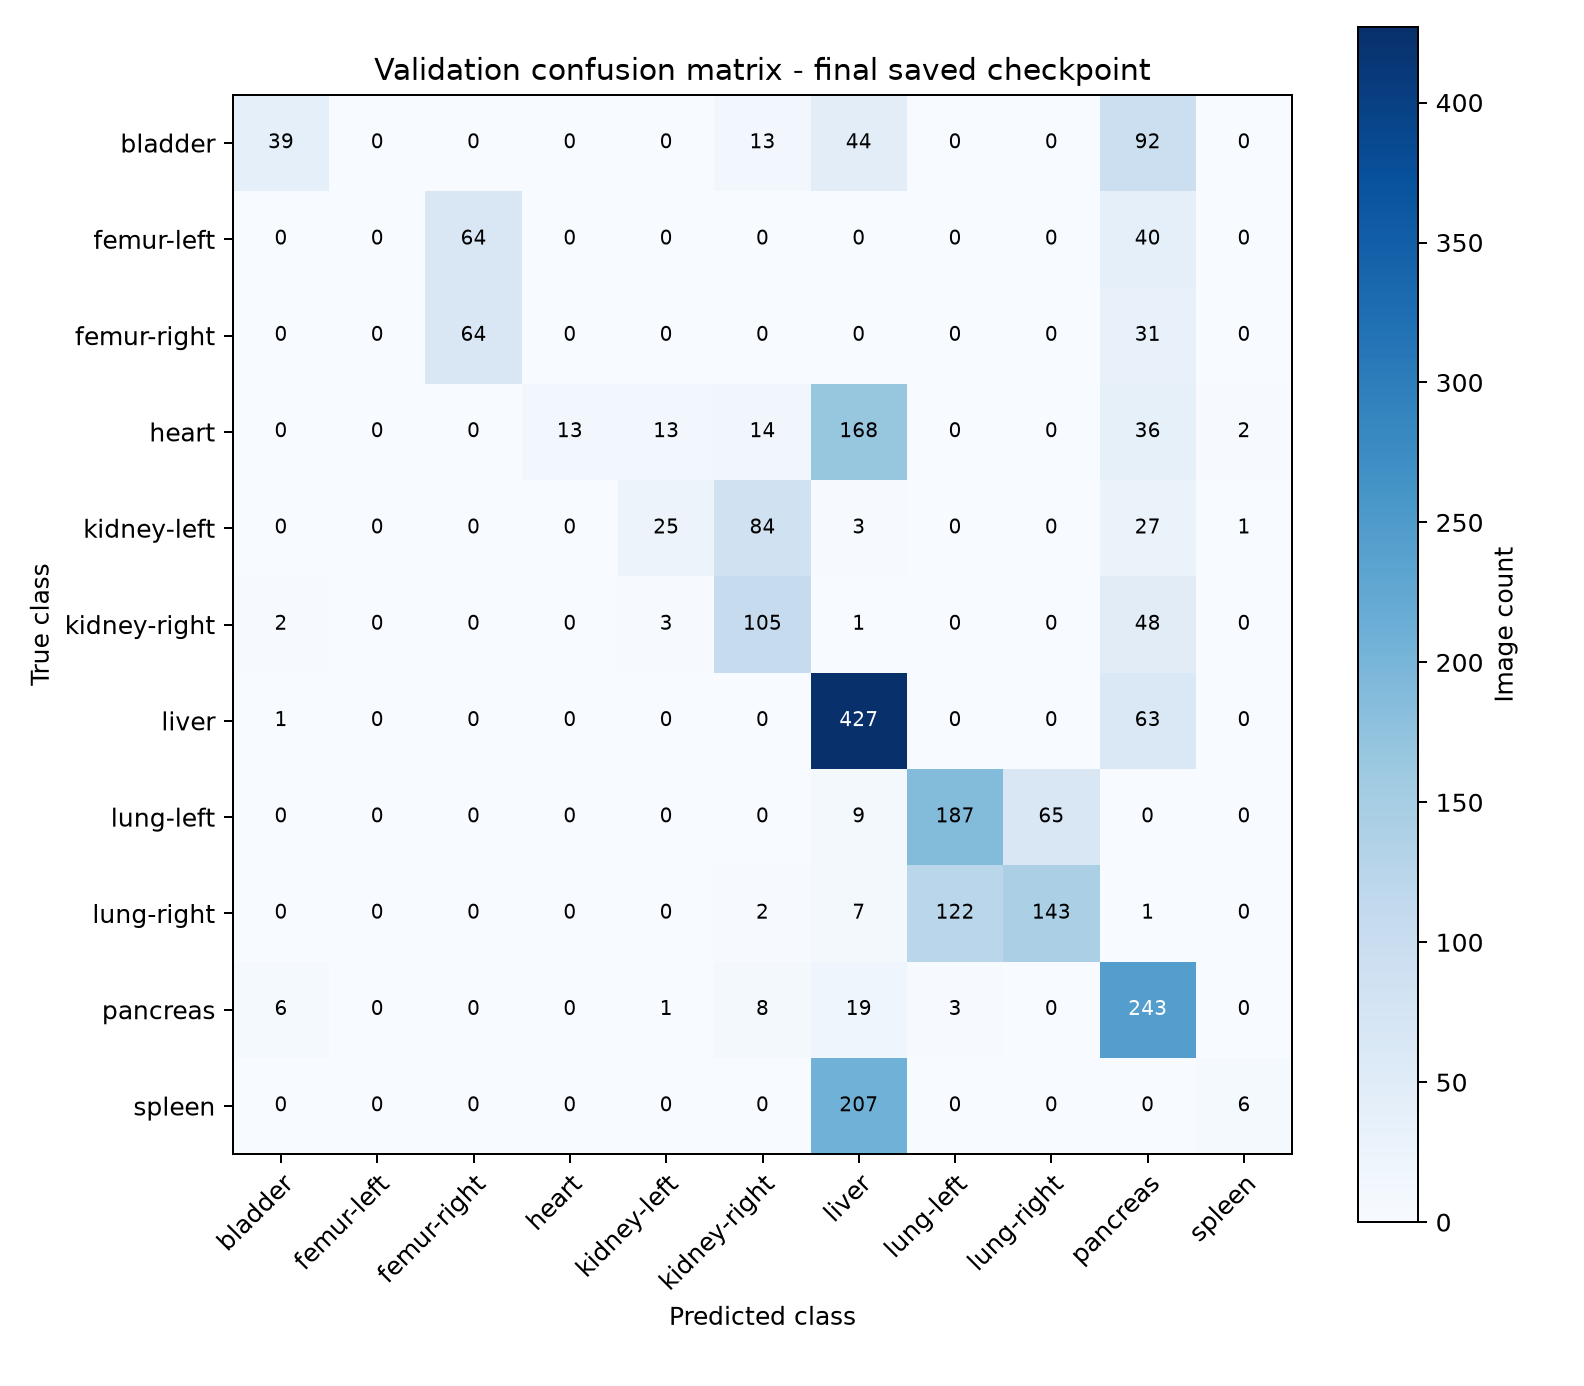 Validation confusion matrix - final saved checkpoint
bladder 39 0 0 0 0 13 44 0 0 92 0
femur-left 0 0 64 0 0 0 0 0 0 40 0
femur-right 0 0 64 0 0 0 0 0 0 31 0
heart 0 0 0 13 13 14 168 0 0 36 2
kidney-left 0 0 0 0 25 84 3 0 0 27 1
kidney-right 2 0 0 0 3 105 1 0 0 48 0
liver 1 0 0 0 0 0 427 0 0 63 0
lung-left 0 0 0 0 0 0 9 187 65 0 0
lung-right 0 0 0 0 0 2 7 122 143 1 0
pancreas 6 0 0 0 1 8 19 3 0 243 0
spleen 0 0 0 0 0 0 207 0 0 0 6
bladder femur-left femur-right heart kidney-left kidney-right liver lung-left lung-right pancreas spleen
Predicted class
True class
400
350
300
250
200
150
100
50
0
Image count